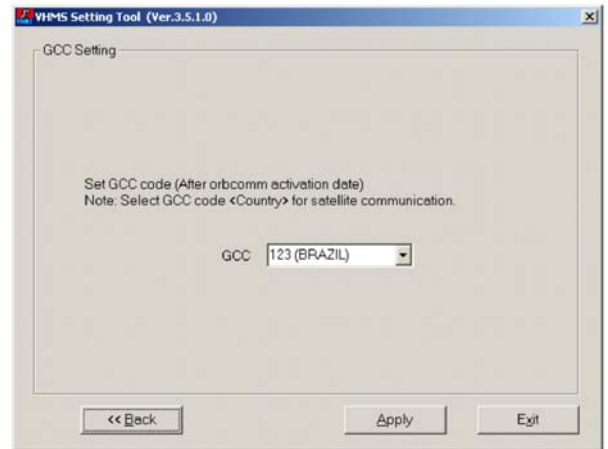 VHMS Setting Tool (Ver.3.5.1.0)
GCC Setting
Set GCC code (After orbcomm activation date)
Note: Select GCC code <Country> for satellite communication.
GCC 123 (BRAZIL)
<< Back Apply Exit